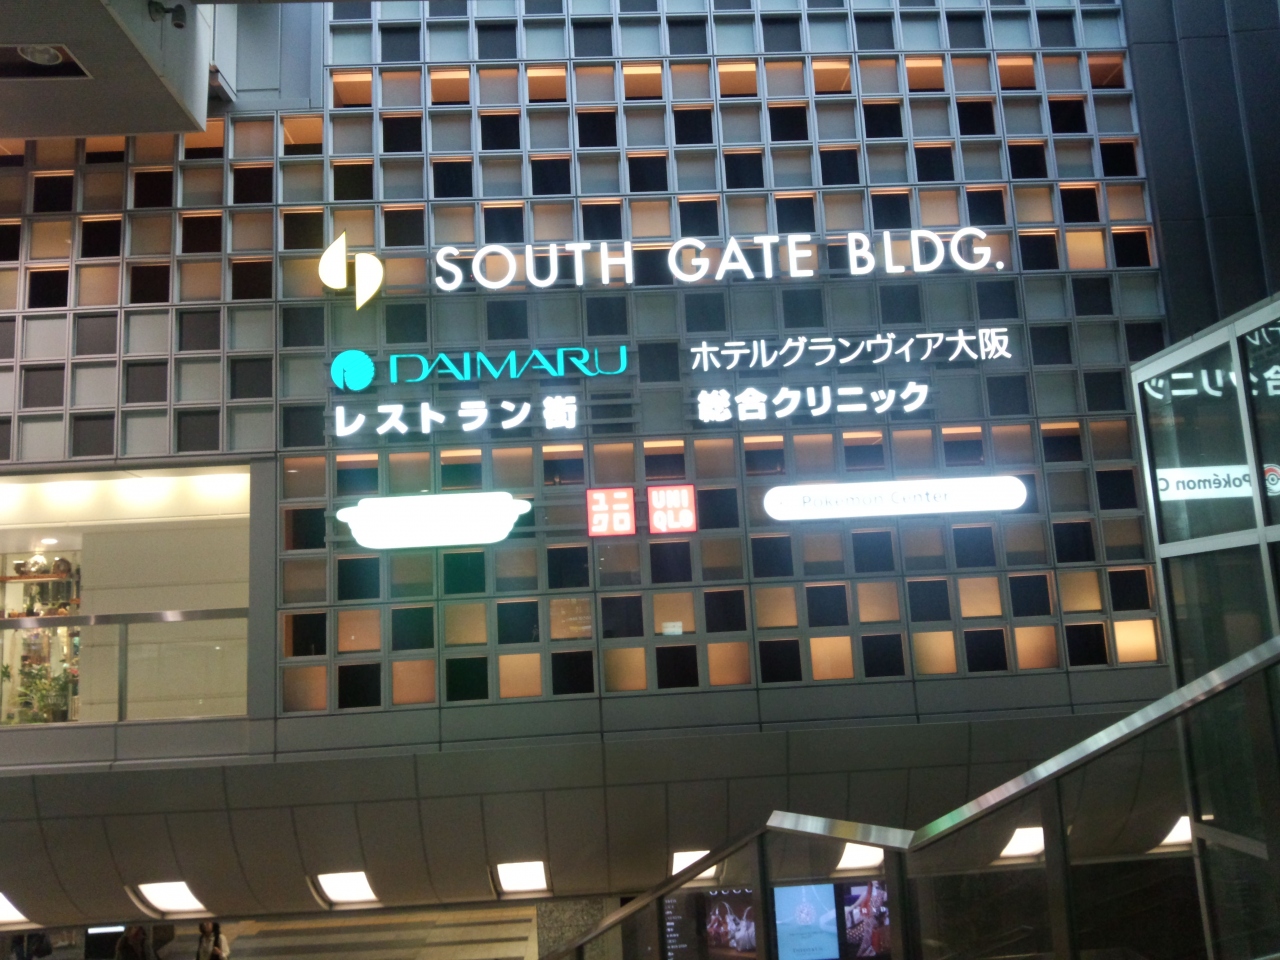 SOUTH GATE BLDG.
DAIMARU
ホテルグランヴィア大阪
レストラン街
総合クリニック
ユニクロ
UNIQLO
Pokémon Center
Pokémon C